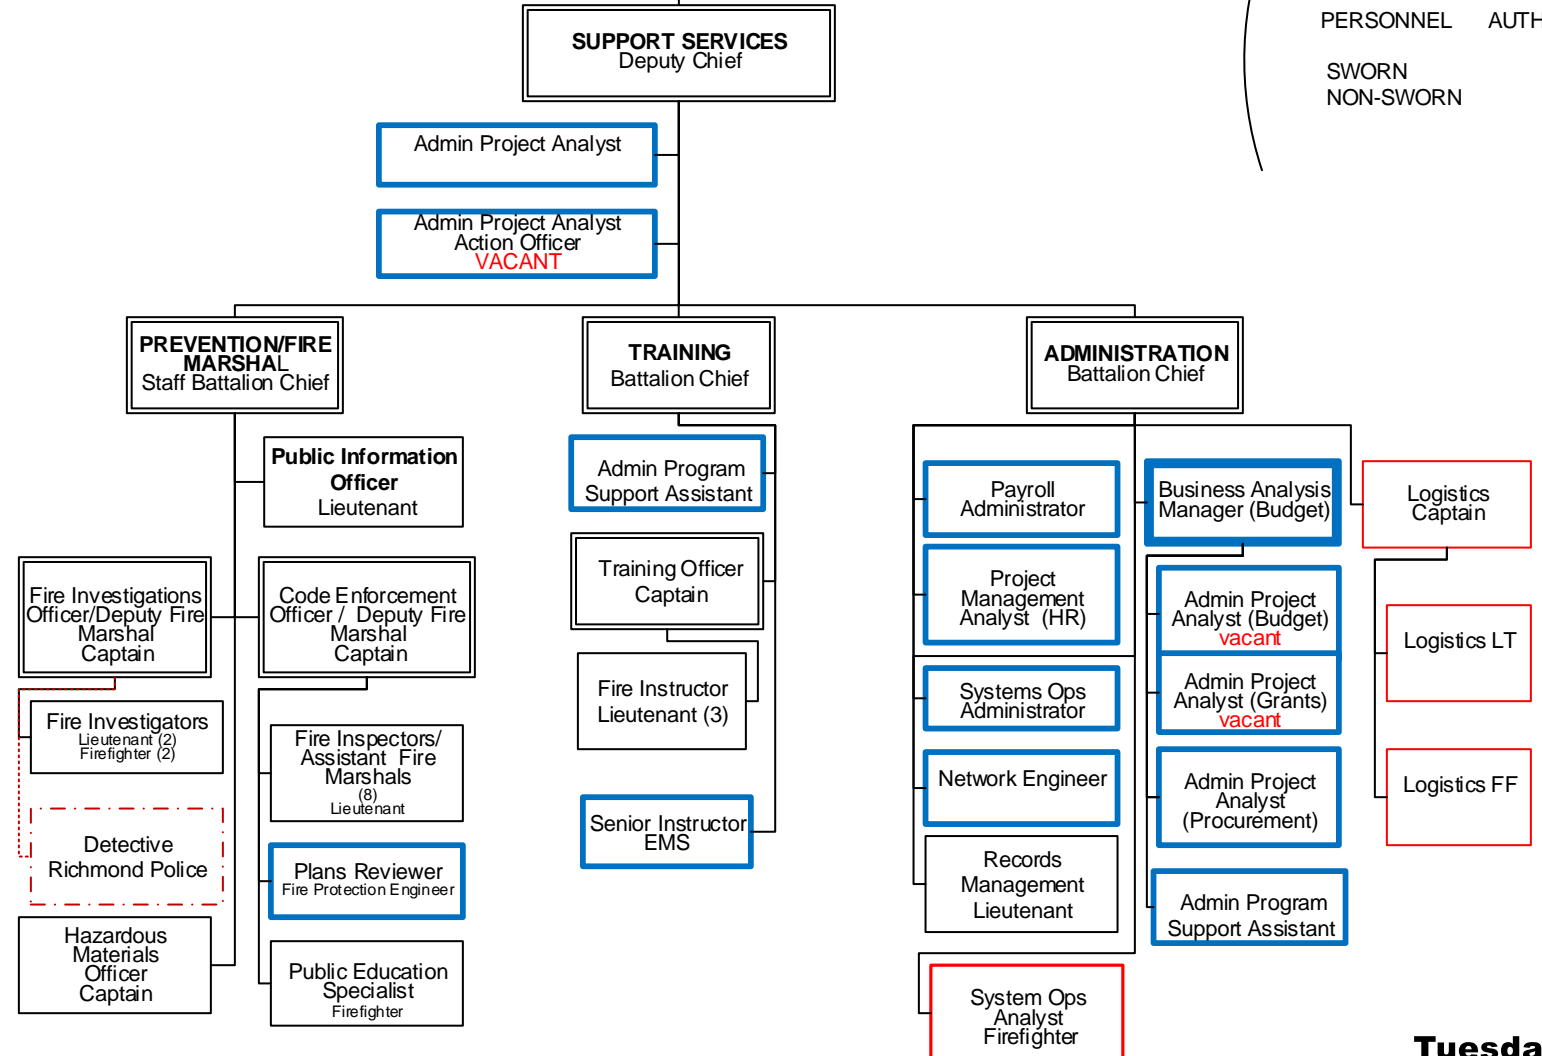 PERSONNEL AUTH
SWORN
NON-SWORN
SUPPORT SERVICES
Deputy Chief
Admin Project Analyst
Admin Project Analyst
Action Officer
VACANT
PREVENTION/FIRE
MARSHAL
Staff Battalion Chief
TRAINING
Battalion Chief
ADMINISTRATION
Battalion Chief
Public Information
Officer
Lieutenant
Fire Investigations
Officer/Deputy Fire
Marshal
Captain
Code Enforcement
Officer / Deputy Fire
Marshal
Captain
Fire Investigators
Lieutenant (2)
Firefighter (2)
Detective
Richmond Police
Hazardous
Materials
Officer
Captain
Fire Inspectors/
Assistant Fire
Marshals
(8)
Lieutenant
Plans Reviewer
Fire Protection Engineer
Public Education
Specialist
Firefighter
Admin Program
Support Assistant
Training Officer
Captain
Fire Instructor
Lieutenant (3)
Senior Instructor
EMS
Payroll
Administrator
Project
Management
Analyst (HR)
Systems Ops
Administrator
Network Engineer
Records
Management
Lieutenant
System Ops
Analyst
Firefighter
Business Analysis
Manager (Budget)
Admin Project
Analyst (Budget)
vacant
Admin Project
Analyst (Grants)
vacant
Admin Project
Analyst
(Procurement)
Admin Program
Support Assistant
Logistics
Captain
Logistics LT
Logistics FF
Tuesda